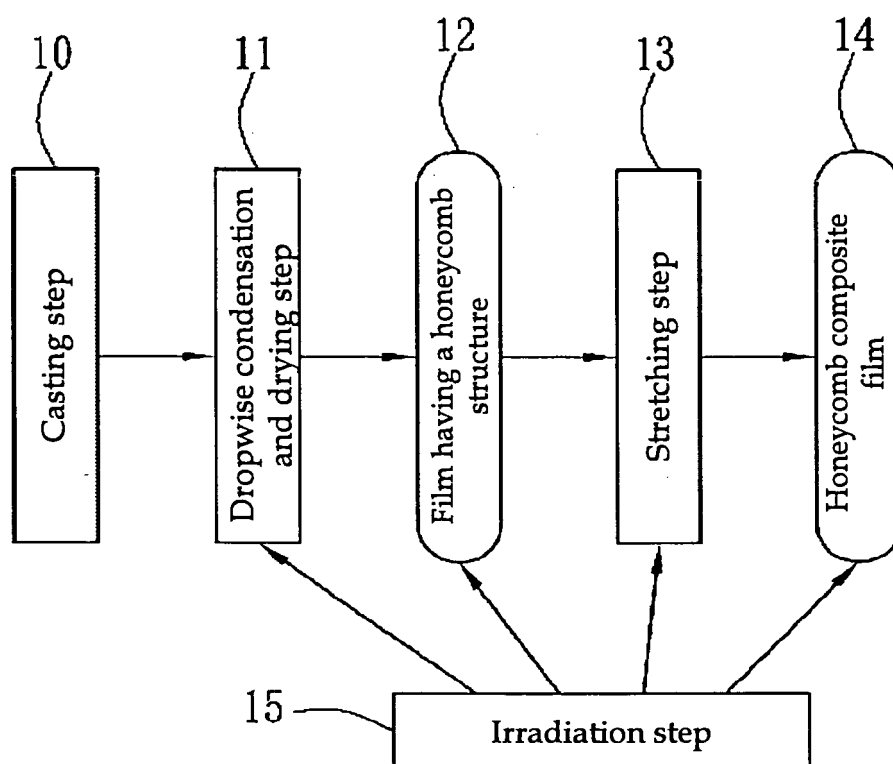 10
11
12
13
14
Casting step
Dropwise condensation
and drying step
Film having a honeycomb
structure
Stretching step
Honeycomb composite
film
15
Irradiation step